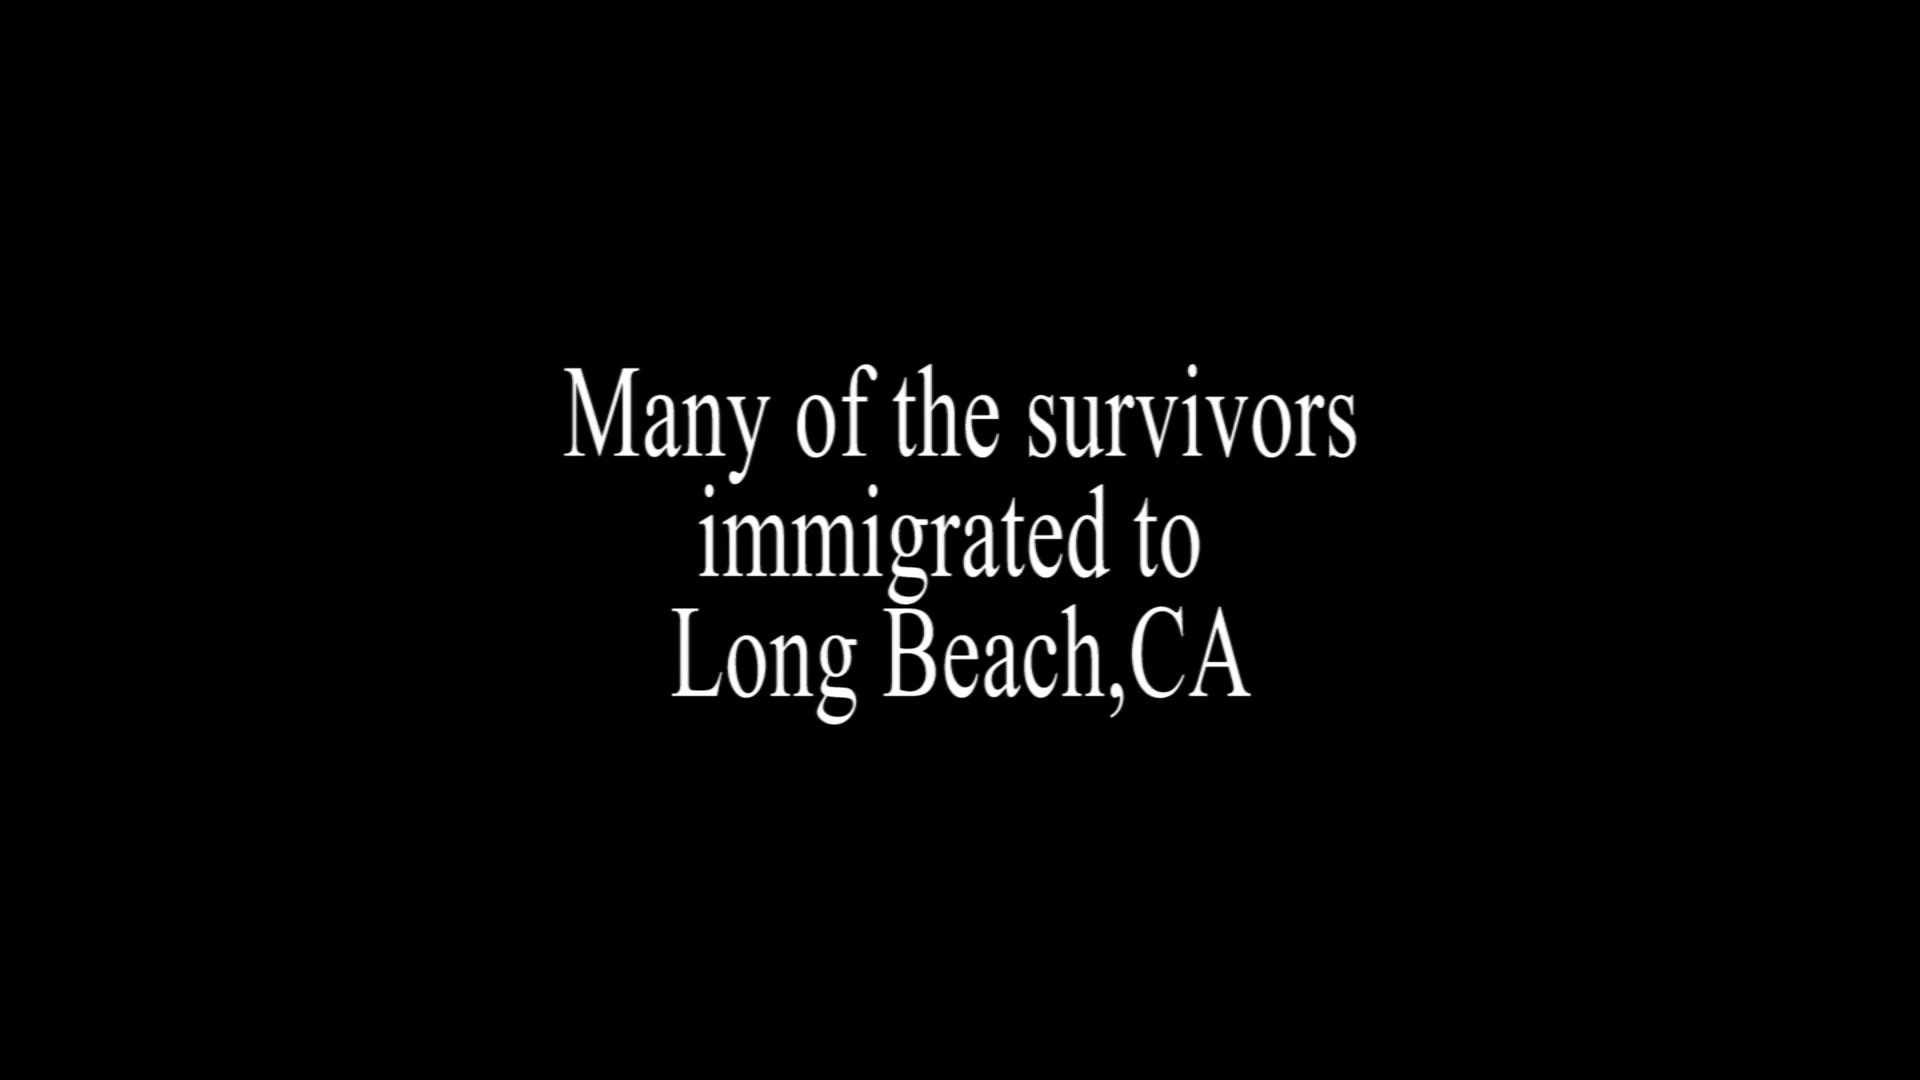 Many of the survivors
immigrated to
Long Beach,CA